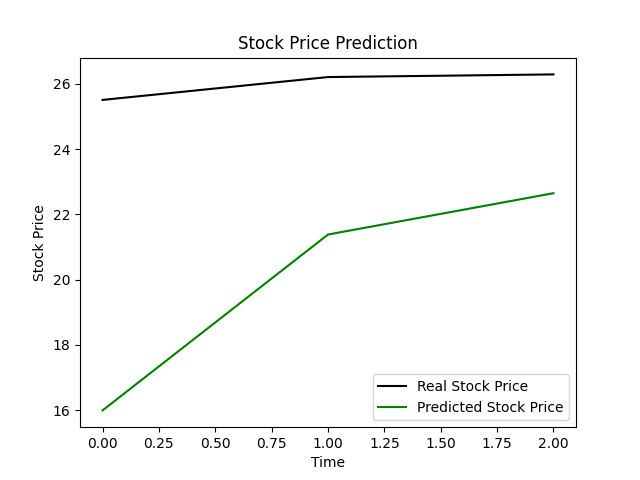 Stock Price Prediction
26
24
22
20
18
16
Stock Price
Real Stock Price
Predicted Stock Price
0.00 0.25 0.50 0.75 1.00 1.25 1.50 1.75 2.00
Time